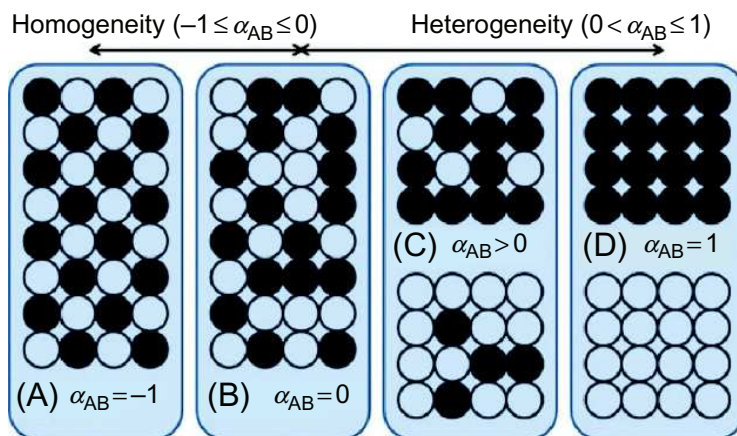 Homogeneity (–1 ≤ αAB ≤ 0)
Heterogeneity (0 < αAB ≤ 1)
(C) αAB > 0
(D) αAB = 1
(A) αAB = –1
(B) αAB = 0